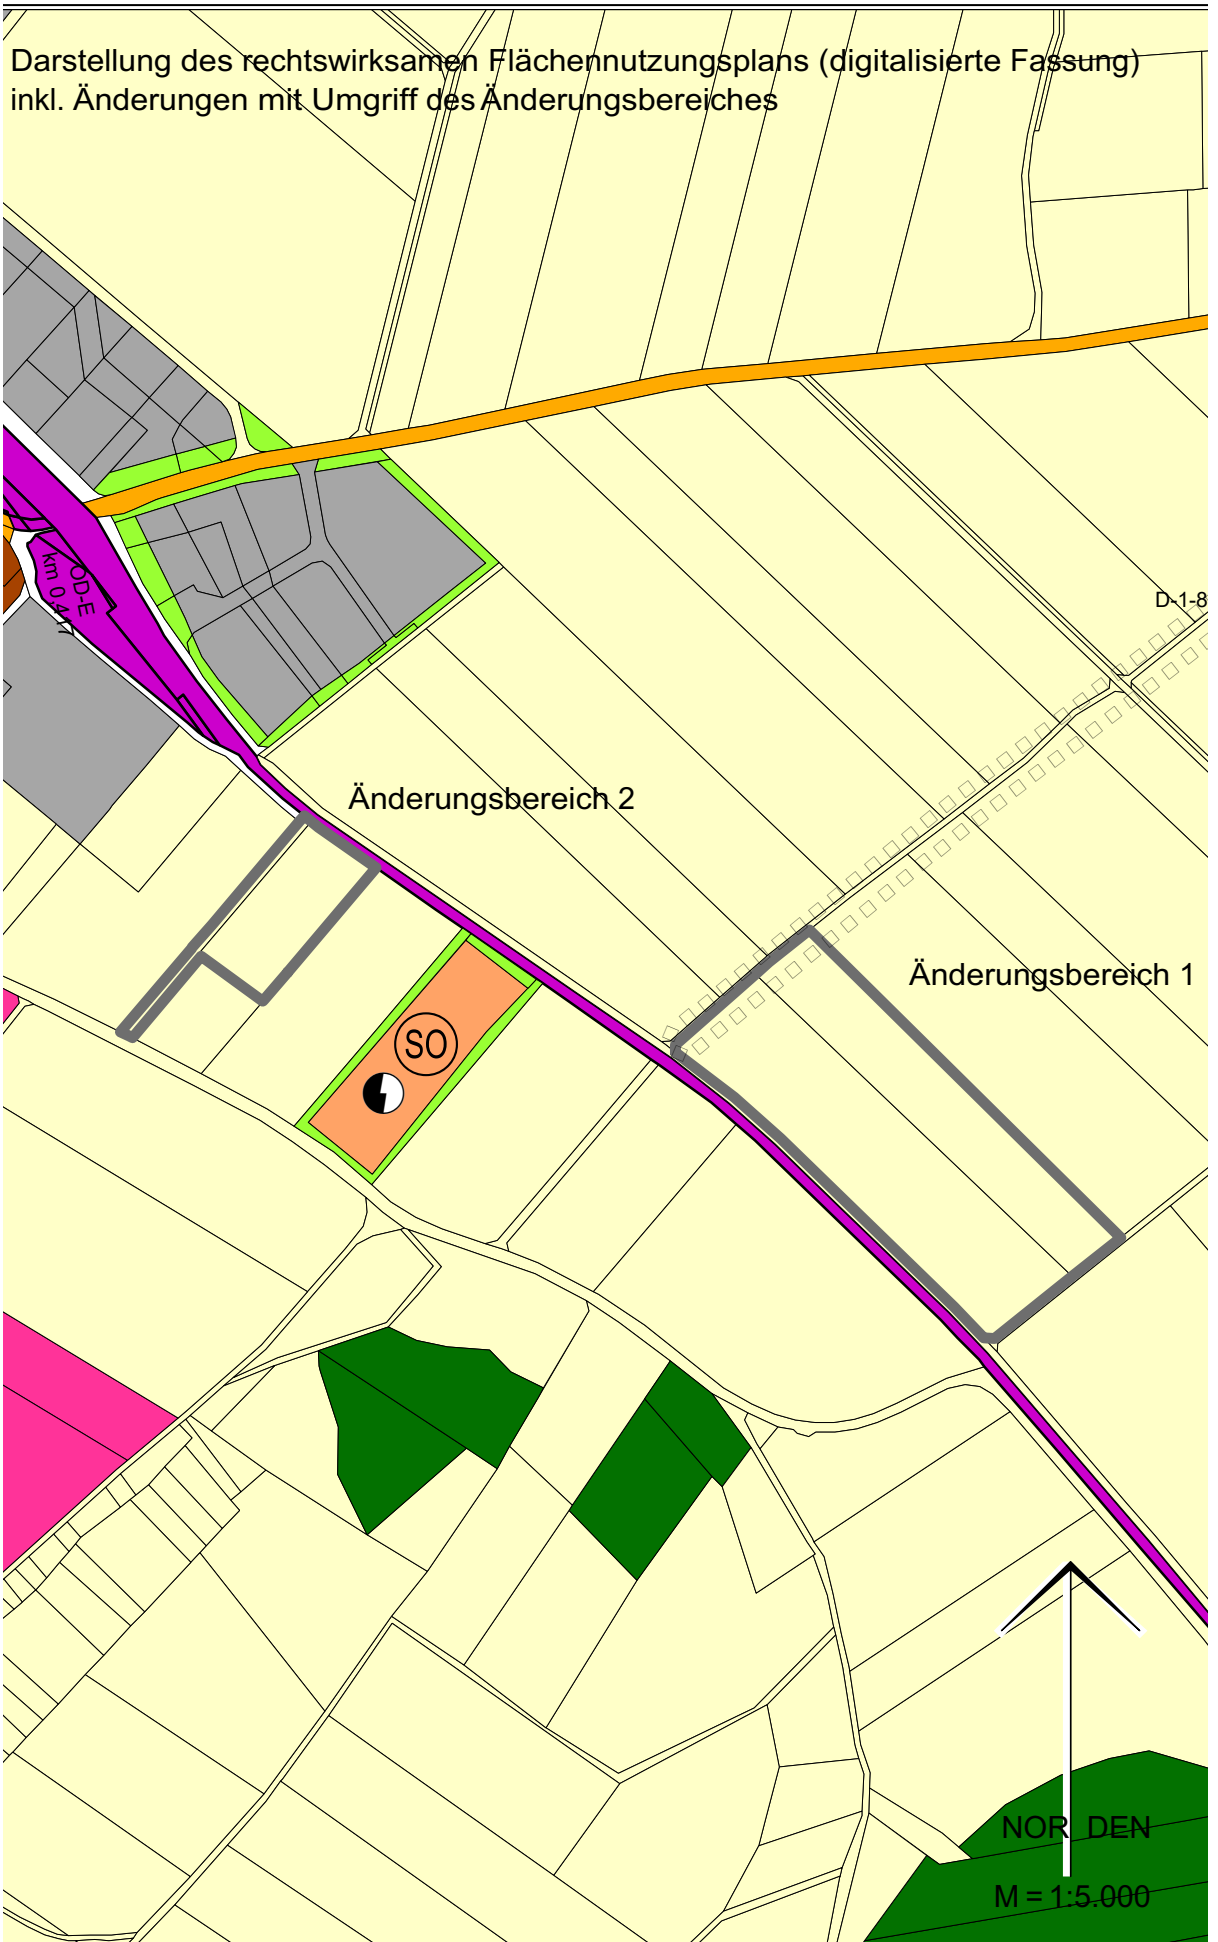 Darstellung des rechtswirksamen Flächennutzungsplans (digitalisierte Fassung)
inkl. Änderungen mit Umgriff des Änderungsbereiches
OD-E
km 0.417
D-1-8
Änderungsbereich 2
Änderungsbereich 1
SO
NORDEN
M = 1:5.000